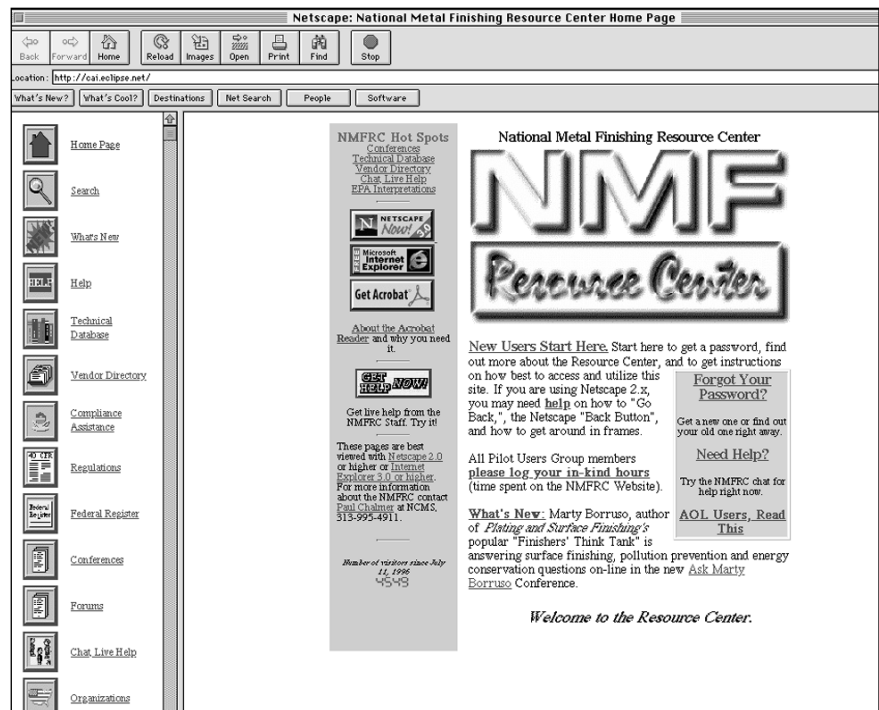 Netscape: National Metal Finishing Resource Center Home Page
Back Forward Home Reload Images Open Print Find Stop
Location: http://cai.eclipse.net/
What's New? What's Cool? Destinations Net Search People Software
Home Page
Search
What's New
HELP
Help
Technical
Database
Vendor Directory
Compliance
Assistance
40 CFR
Regulations
Federal
Register
Federal Register
Conferences
Forums
Chat, Live Help
Organizations
NMFRC Hot Spots
Conferences
Technical Database
Vendor Directory
Chat, Live Help
EPA Interpretations
N NETSCAPE
Now! 3.0
FREE Microsoft
Internet
Explorer
Get Acrobat
About the Acrobat
Reader and why you need
it.
GET
HELP NOW!
Get live help from the
NMFRC Staff. Try it!
These pages are best
viewed with Netscape 2.0
or higher or Internet
Explorer 3.0 or higher.
For more information
about the NMFRC contact
Paul Chalmer at NCMS,
313-995-4911.
Number of visitors since July
11, 1996
4549
National Metal Finishing Resource Center
NMF
Resource Center
New Users Start Here. Start here to get a password, find
out more about the Resource Center, and to get instructions
on how best to access and utilize this
site. If you are using Netscape 2.x,
you may need help on how to "Go
Back,", the Netscape "Back Button",
and how to get around in frames.
All Pilot Users Group members
please log your in-kind hours
(time spent on the NMFRC Website).
What's New: Marty Borruso, author
of Plating and Surface Finishing's
popular "Finishers' Think Tank" is
answering surface finishing, pollution prevention and energy
conservation questions on-line in the new Ask Marty
Borruso Conference.
Forgot Your
Password?
Get a new one or find out
your old one right away.
Need Help?
Try the NMFRC chat for
help right now.
AOL Users, Read
This
Welcome to the Resource Center.